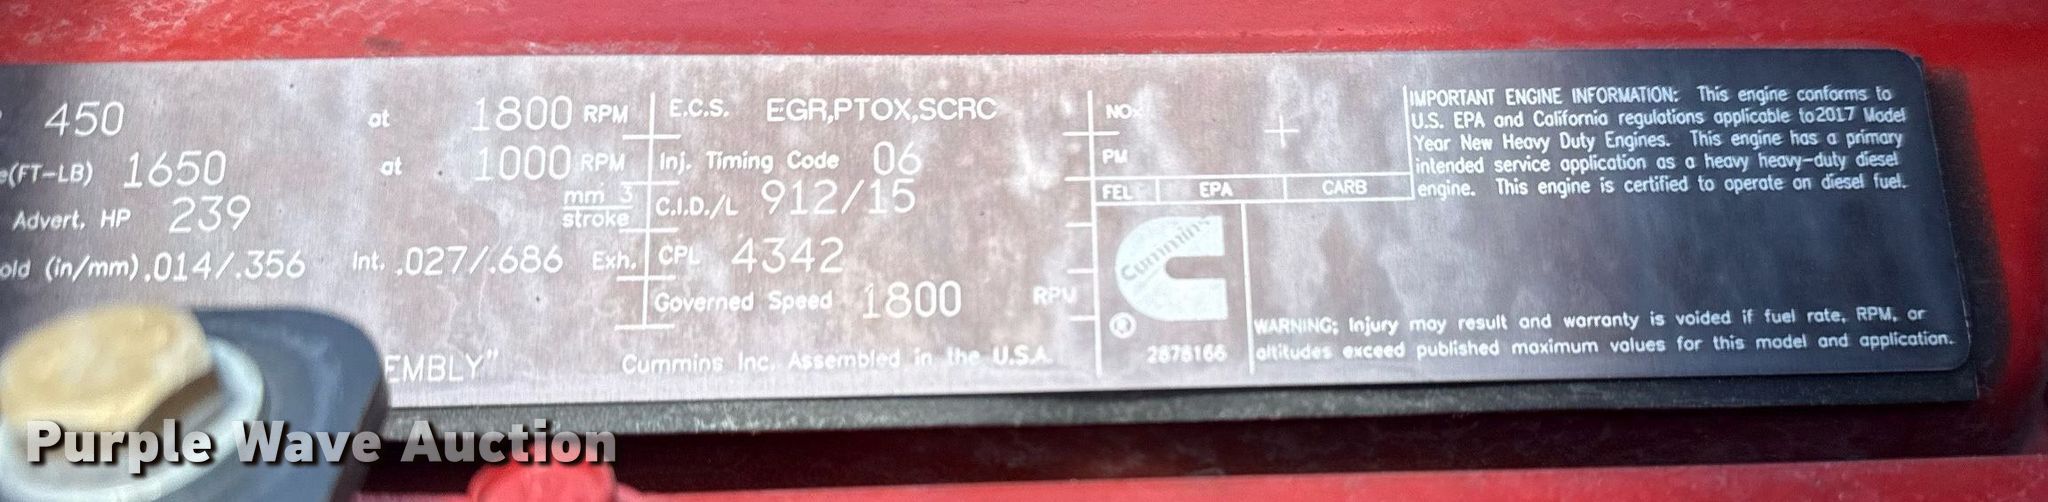 450 at 1800 RPM
(FT-LB) 1650 at 1000 RPM
Advert. HP 239 mm 3
stroke
old (in/mm) .014/.356 Int. .027/.686 Exh.
EMBLY" Cummins Inc. Assembled in the U.S.A.
E.C.S. EGR,PTOX,SCRC
Inj. Timing Code 06
C.I.D./L 912/15
CPL 4342
Governed Speed 1800 RPM
NOx
PM
FEL EPA CARB
Cummins
®
2878166
IMPORTANT ENGINE INFORMATION: This engine conforms to
U.S. EPA and California regulations applicable to 2017 Model
Year New Heavy Duty Engines. This engine has a primary
intended service application as a heavy heavy-duty diesel
engine. This engine is certified to operate on diesel fuel.
WARNING: Injury may result and warranty is voided if fuel rate, RPM, or
altitudes exceed published maximum values for this model and application.
Purple Wave Auction